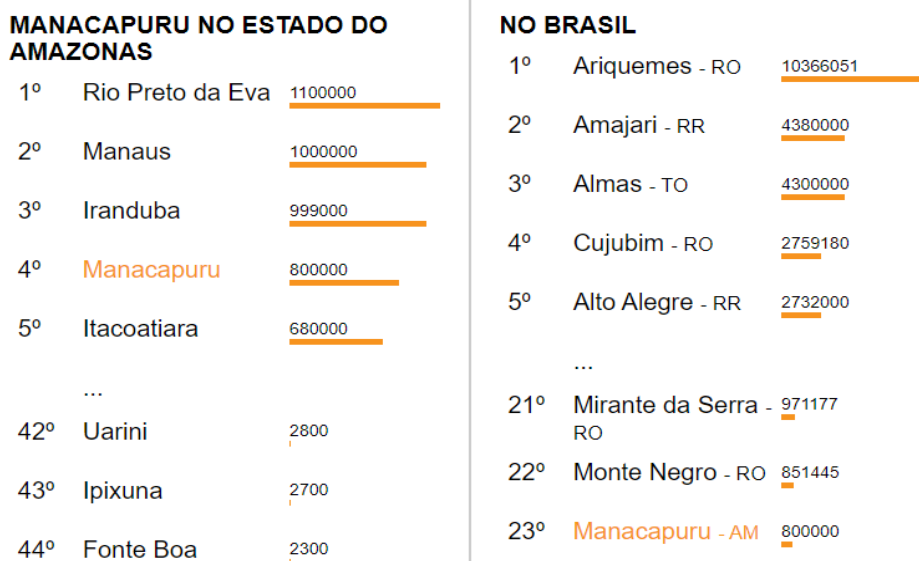 MANACAPURU NO ESTADO DO
AMAZONAS
1º Rio Preto da Eva 1100000
2º Manaus 1000000
3º Iranduba 999000
4º Manacapuru 800000
5º Itacoatiara 680000
...
42º Uarini 2800
43º Ipixuna 2700
44º Fonte Boa 2300
NO BRASIL
1º Ariquemes - RO 10366051
2º Amajari - RR 4380000
3º Almas - TO 4300000
4º Cujubim - RO 2759180
5º Alto Alegre - RR 2732000
...
21º Mirante da Serra - 971177
RO
22º Monte Negro - RO 851445
23º Manacapuru - AM 800000